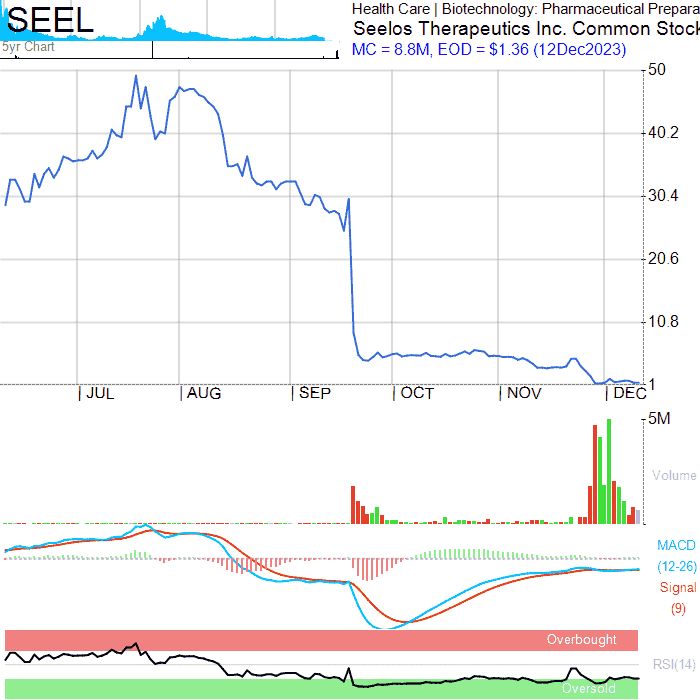 SEEL
5yr Chart
Health Care | Biotechnology: Pharmaceutical Prepara
Seelos Therapeutics Inc. Common Stock
MC = 8.8M, EOD = $1.36 (12Dec2023)
50
40.2
30.4
20.6
10.8
1
JUL AUG SEP OCT NOV DEC
5M
Volume
MACD
(12-26)
Signal
(9)
Overbought
RSI(14)
Oversold